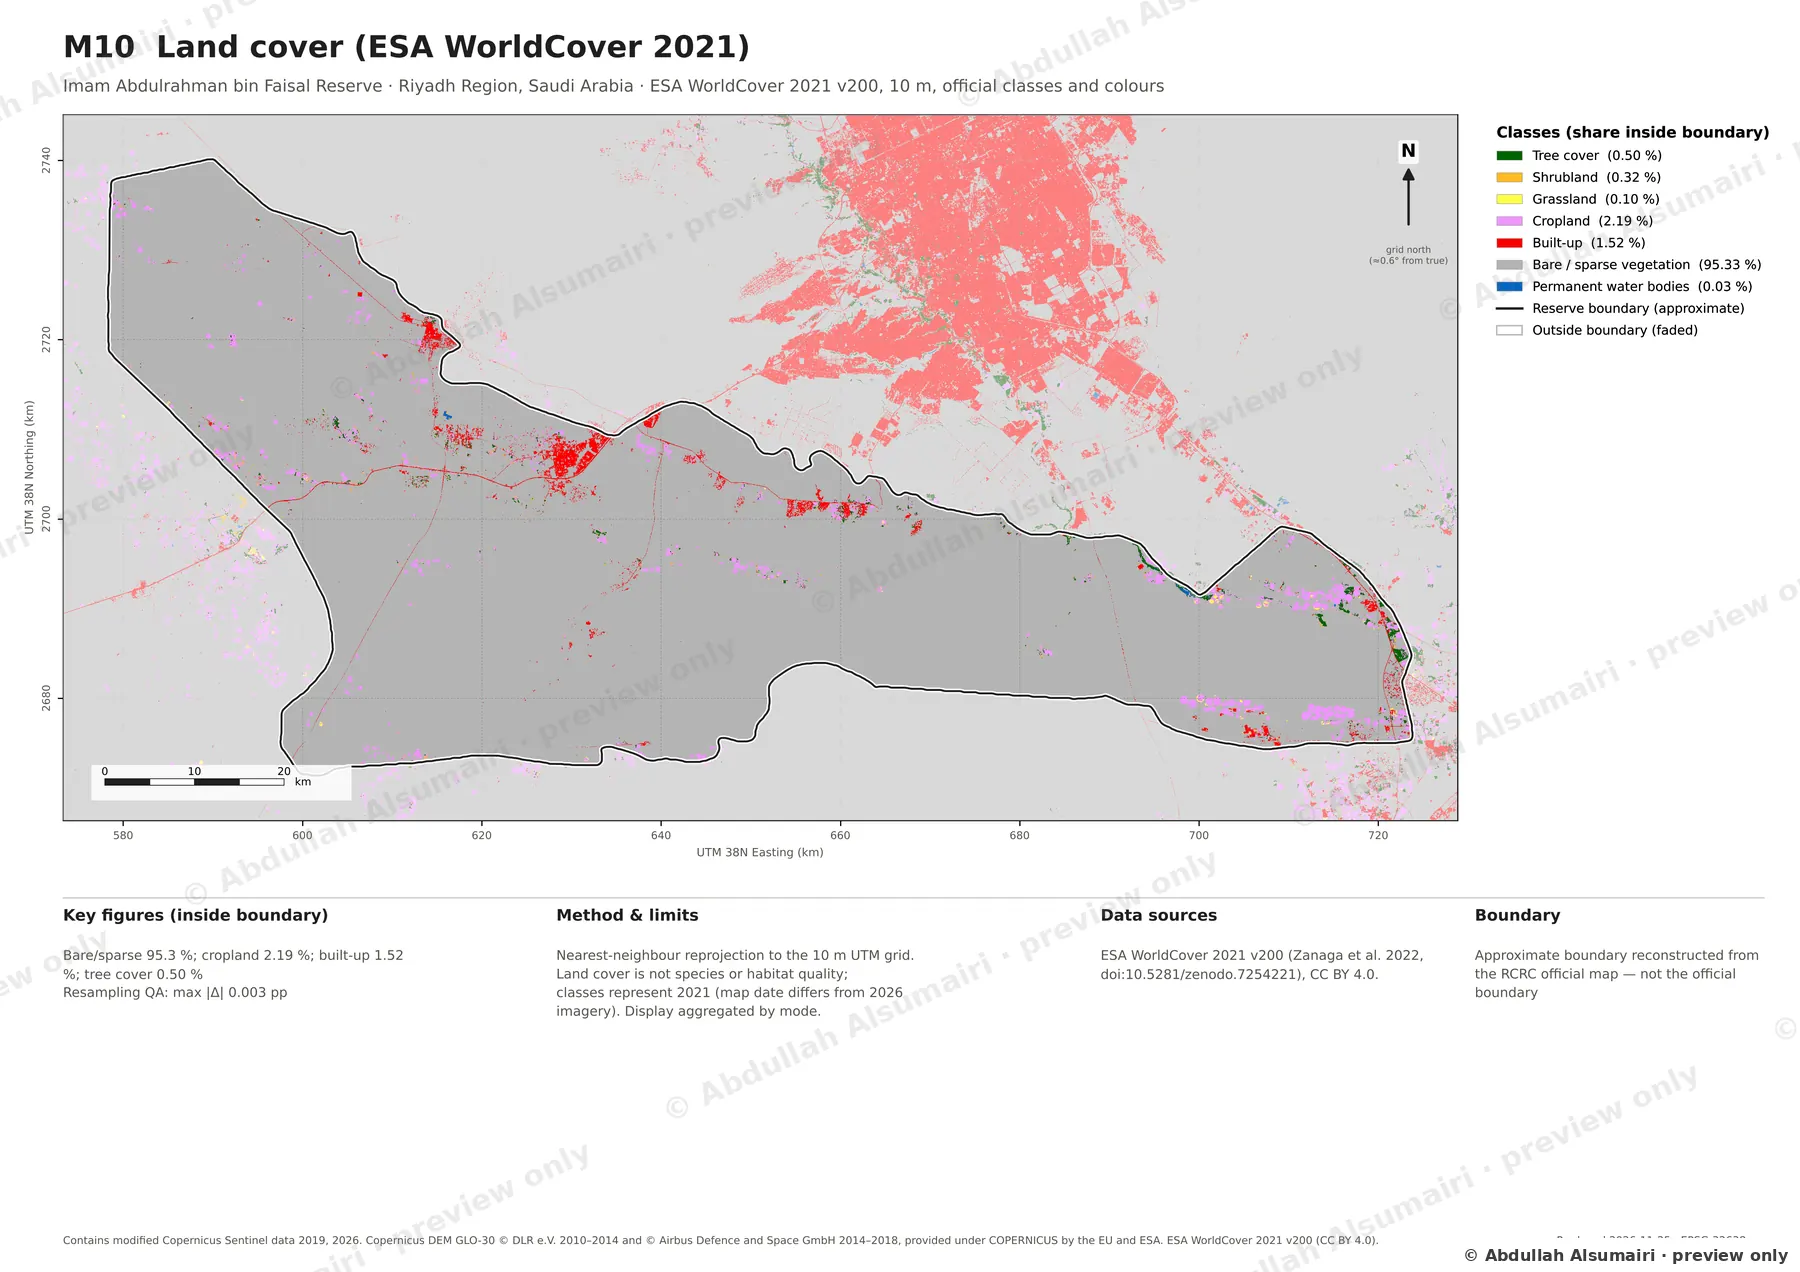 M10 Land cover (ESA WorldCover 2021)
Imam Abdulrahman bin Faisal Reserve · Riyadh Region, Saudi Arabia · ESA WorldCover 2021 v200, 10 m, official classes and colours
Classes (share inside boundary)
Tree cover (0.50 %)
Shrubland (0.32 %)
Grassland (0.10 %)
Cropland (2.19 %)
Built-up (1.52 %)
Bare / sparse vegetation (95.33 %)
Permanent water bodies (0.03 %)
Reserve boundary (approximate)
Outside boundary (faded)
N
grid north
(≈0.6° from true)
UTM 38N Northing (km)
2740
2720
2700
2680
0 10 20 km
580 600 620 640 660 680 700 720
UTM 38N Easting (km)
Key figures (inside boundary)
Bare/sparse 95.3 %; cropland 2.19 %; built-up 1.52
%; tree cover 0.50 %
Resampling QA: max |Δ| 0.003 pp
Method & limits
Nearest-neighbour reprojection to the 10 m UTM grid.
Land cover is not species or habitat quality;
classes represent 2021 (map date differs from 2026
imagery). Display aggregated by mode.
Data sources
ESA WorldCover 2021 v200 (Zanaga et al. 2022,
doi:10.5281/zenodo.7254221), CC BY 4.0.
Boundary
Approximate boundary reconstructed from
the RCRC official map — not the official
boundary
Contains modified Copernicus Sentinel data 2019, 2026. Copernicus DEM GLO-30 © DLR e.V. 2010–2014 and © Airbus Defence and Space GmbH 2014–2018, provided under COPERNICUS by the EU and ESA. ESA WorldCover 2021 v200 (CC BY 4.0).
© Abdullah Alsumairi · preview only